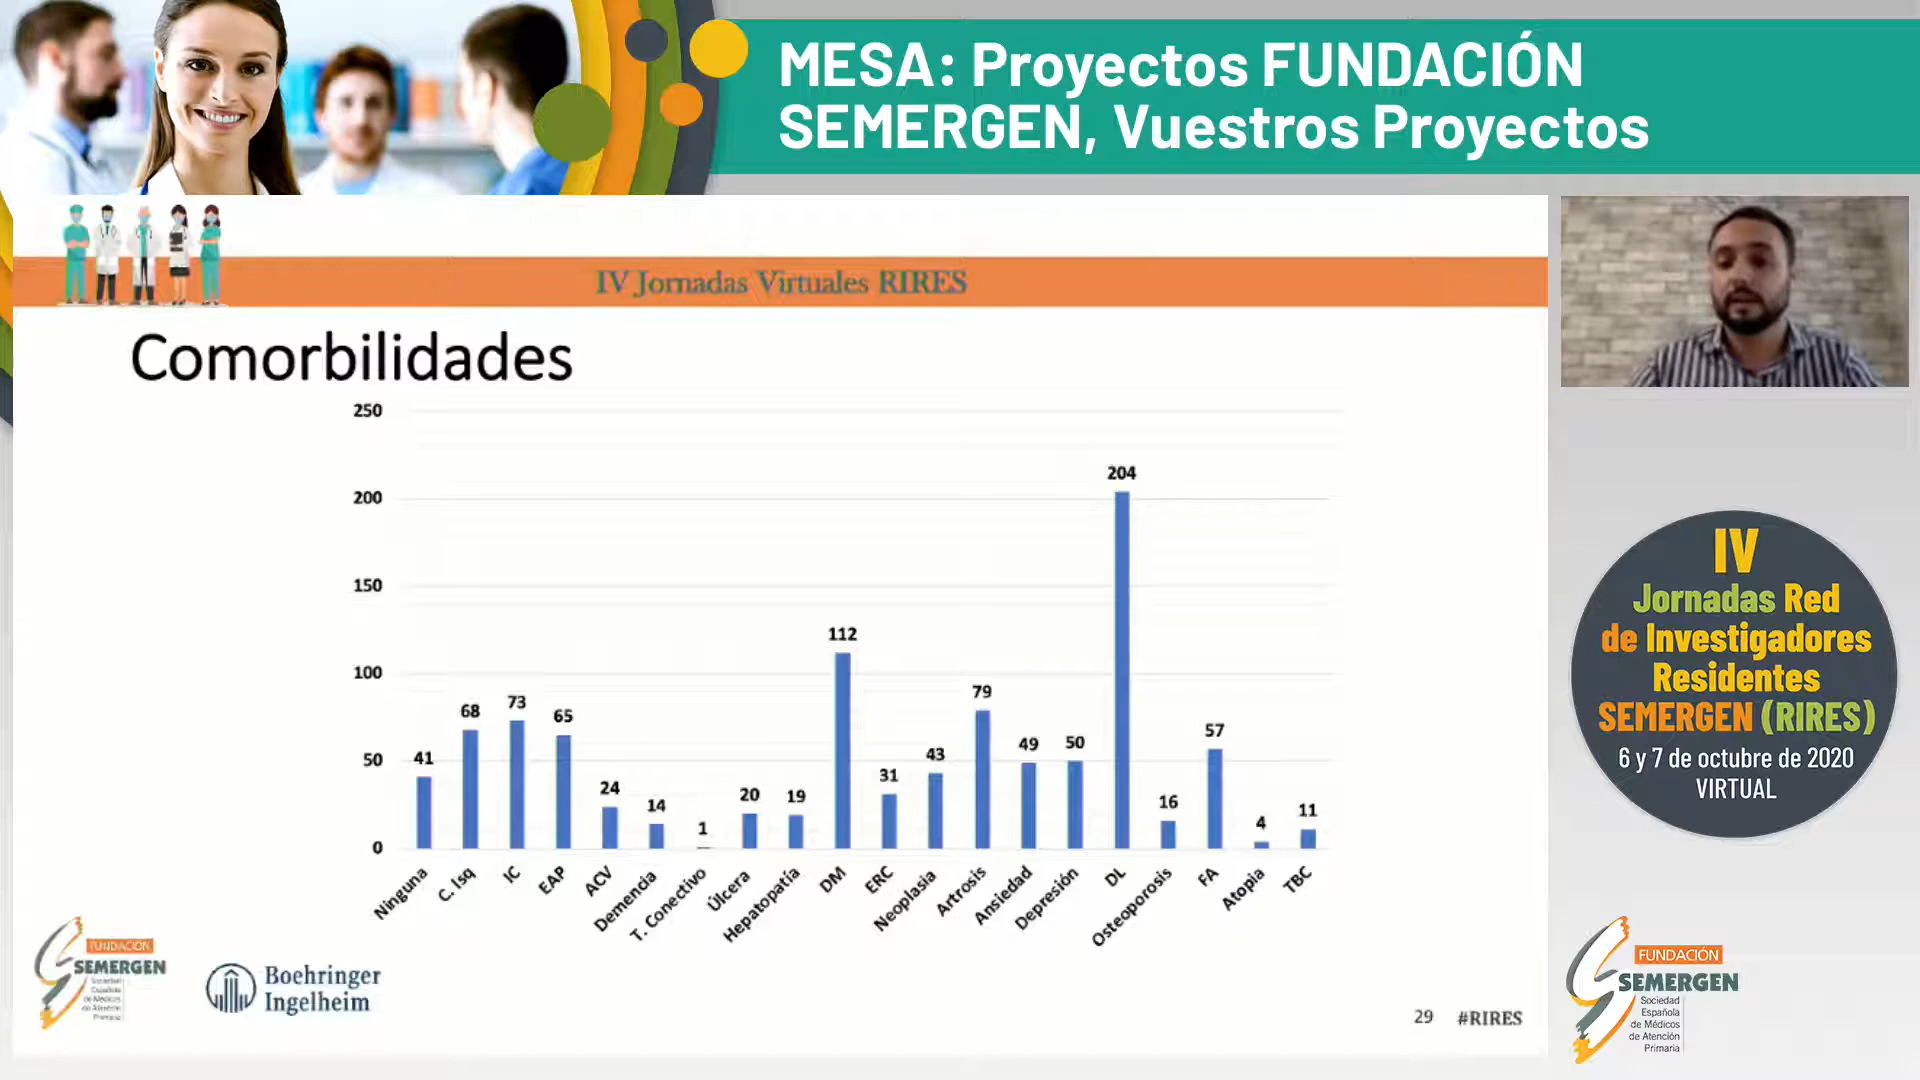 MESA: Proyectos FUNDACIÓN
SEMERGEN, Vuestros Proyectos
IV Jornadas Virtuales RIRES
Comorbilidades
250
200
150
100
50
0
41
68
73
65
24
14
1
20
19
112
31
43
79
49
50
204
16
57
4
11
Ninguna
C. Isq
IC
EAP
ACV
Demencia
T. Conectivo
Úlcera
Hepatopatía
DM
ERC
Neoplasia
Artrosis
Ansiedad
Depresión
DL
Osteoporosis
FA
Atopia
TBC
FUNDACIÓN
SEMERGEN
Sociedad
Española
de Médicos
de Atención
Primaria
Boehringer
Ingelheim
29 #RIRES
IV
Jornadas Red
de Investigadores
Residentes
SEMERGEN (RIRES)
6 y 7 de octubre de 2020
VIRTUAL
FUNDACIÓN
SEMERGEN
Sociedad
Española
de Médicos
de Atención
Primaria